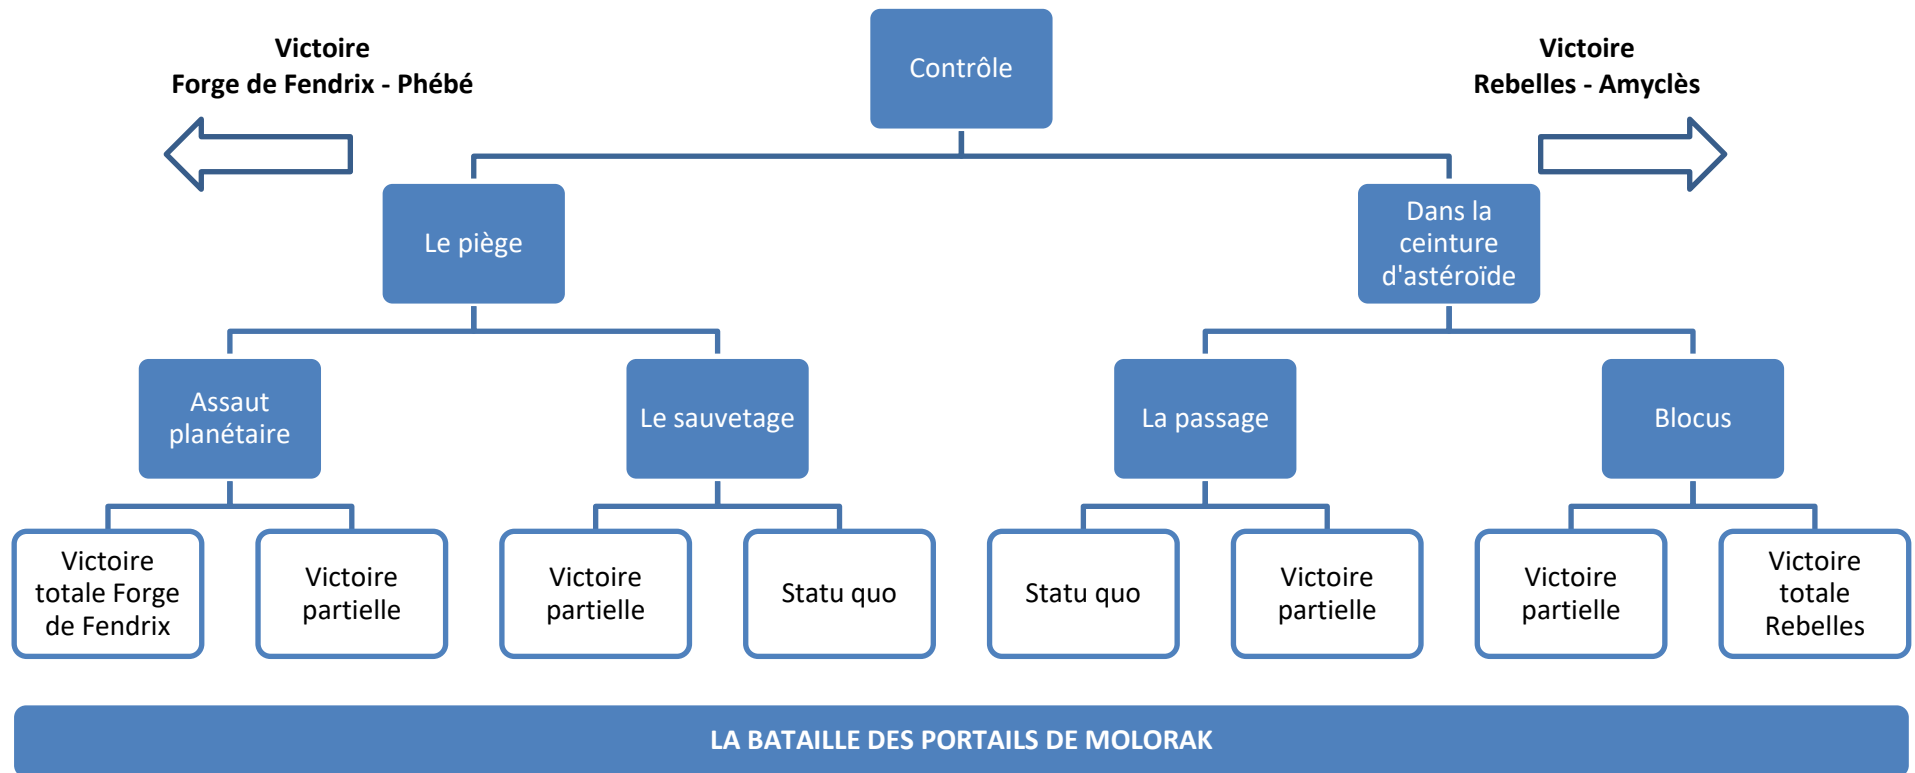 Victoire
Forge de Fendrix - Phébé
Contrôle
Victoire
Rebelles - Amyclès
Le piège
Dans la
ceinture
d'astéroïde
Assaut
planétaire
Le sauvetage
La passage
Blocus
Victoire
totale Forge
de Fendrix
Victoire
partielle
Victoire
partielle
Statu quo
Statu quo
Victoire
partielle
Victoire
partielle
Victoire
totale
Rebelles
LA BATAILLE DES PORTAILS DE MOLORAK